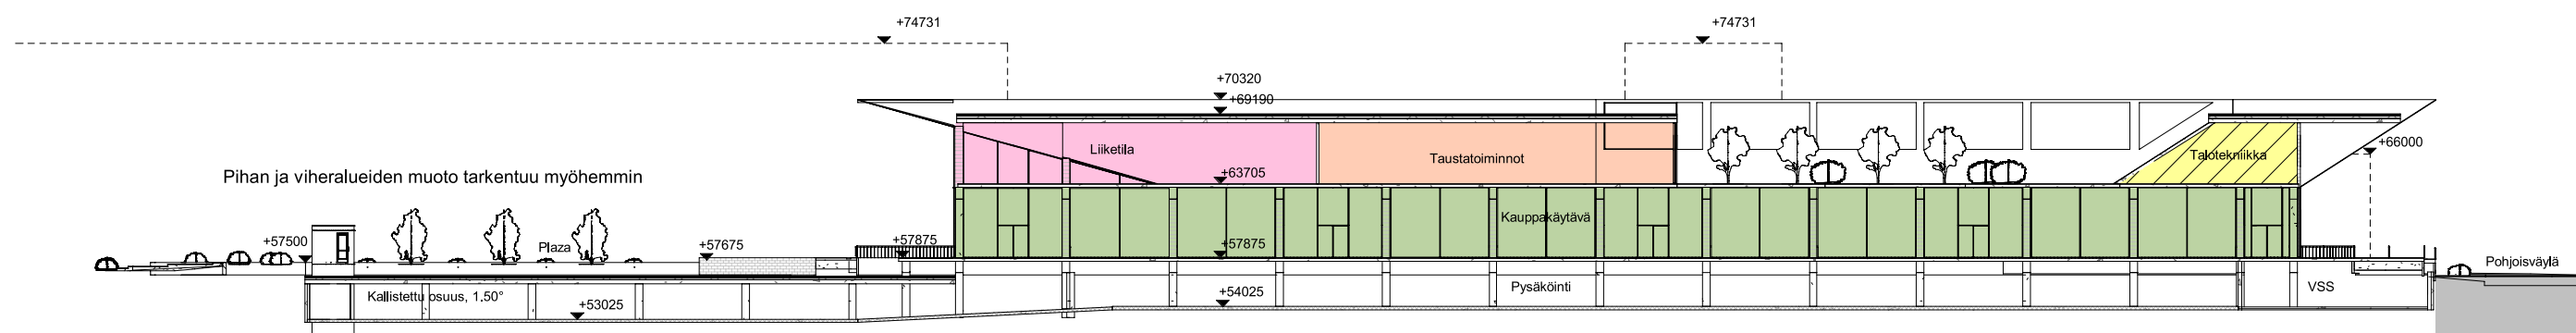 +74731
+74731
+70320
+69190
+66000
Liiketila
Taustatoiminnot
Talotekniikka
+63705
Pihan ja viheralueiden muoto tarkentuu myöhemmin
Kauppakäytävä
+57500
Plaza
+57675
+57875
+57875
Pohjoisväylä
Kallistettu osuus, 1,50°
+53025
+54025
Pysäköinti
VSS